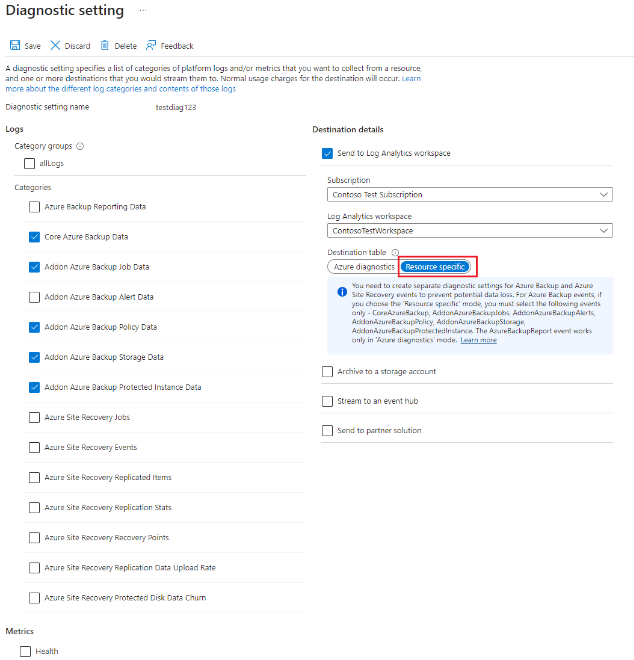 Diagnostic setting ...
Save Discard Delete Feedback
A diagnostic setting specifies a list of categories of platform logs and/or metrics that you want to collect from a resource,
and one or more destinations that you would stream them to. Normal usage charges for the destination will occur. Learn
more about the different log categories and contents of those logs
Diagnostic setting name testdiag123
Logs
Category groups
allLogs
Categories
Azure Backup Reporting Data
Core Azure Backup Data
Addon Azure Backup Job Data
Addon Azure Backup Alert Data
Addon Azure Backup Policy Data
Addon Azure Backup Storage Data
Addon Azure Backup Protected Instance Data
Azure Site Recovery Jobs
Azure Site Recovery Events
Azure Site Recovery Replicated Items
Azure Site Recovery Replication Stats
Azure Site Recovery Recovery Points
Azure Site Recovery Replication Data Upload Rate
Azure Site Recovery Protected Disk Data Churn
Metrics
Health
Destination details
Send to Log Analytics workspace
Subscription
Contoso Test Subscription
Log Analytics workspace
ContosoTestWorkspace
Destination table
Azure diagnostics Resource specific
You need to create separate diagnostic settings for Azure Backup and Azure
Site Recovery events to prevent potential data loss. For Azure Backup events, if
you choose the 'Resource specific' mode, you must select the following events
only - CoreAzureBackup, AddonAzureBackupJobs, AddonAzureBackupAlerts,
AddonAzureBackupPolicy, AddonAzureBackupStorage,
AddonAzureBackupProtectedInstance. The AzureBackupReport event works
only in 'Azure diagnostics' mode. Learn more
Archive to a storage account
Stream to an event hub
Send to partner solution